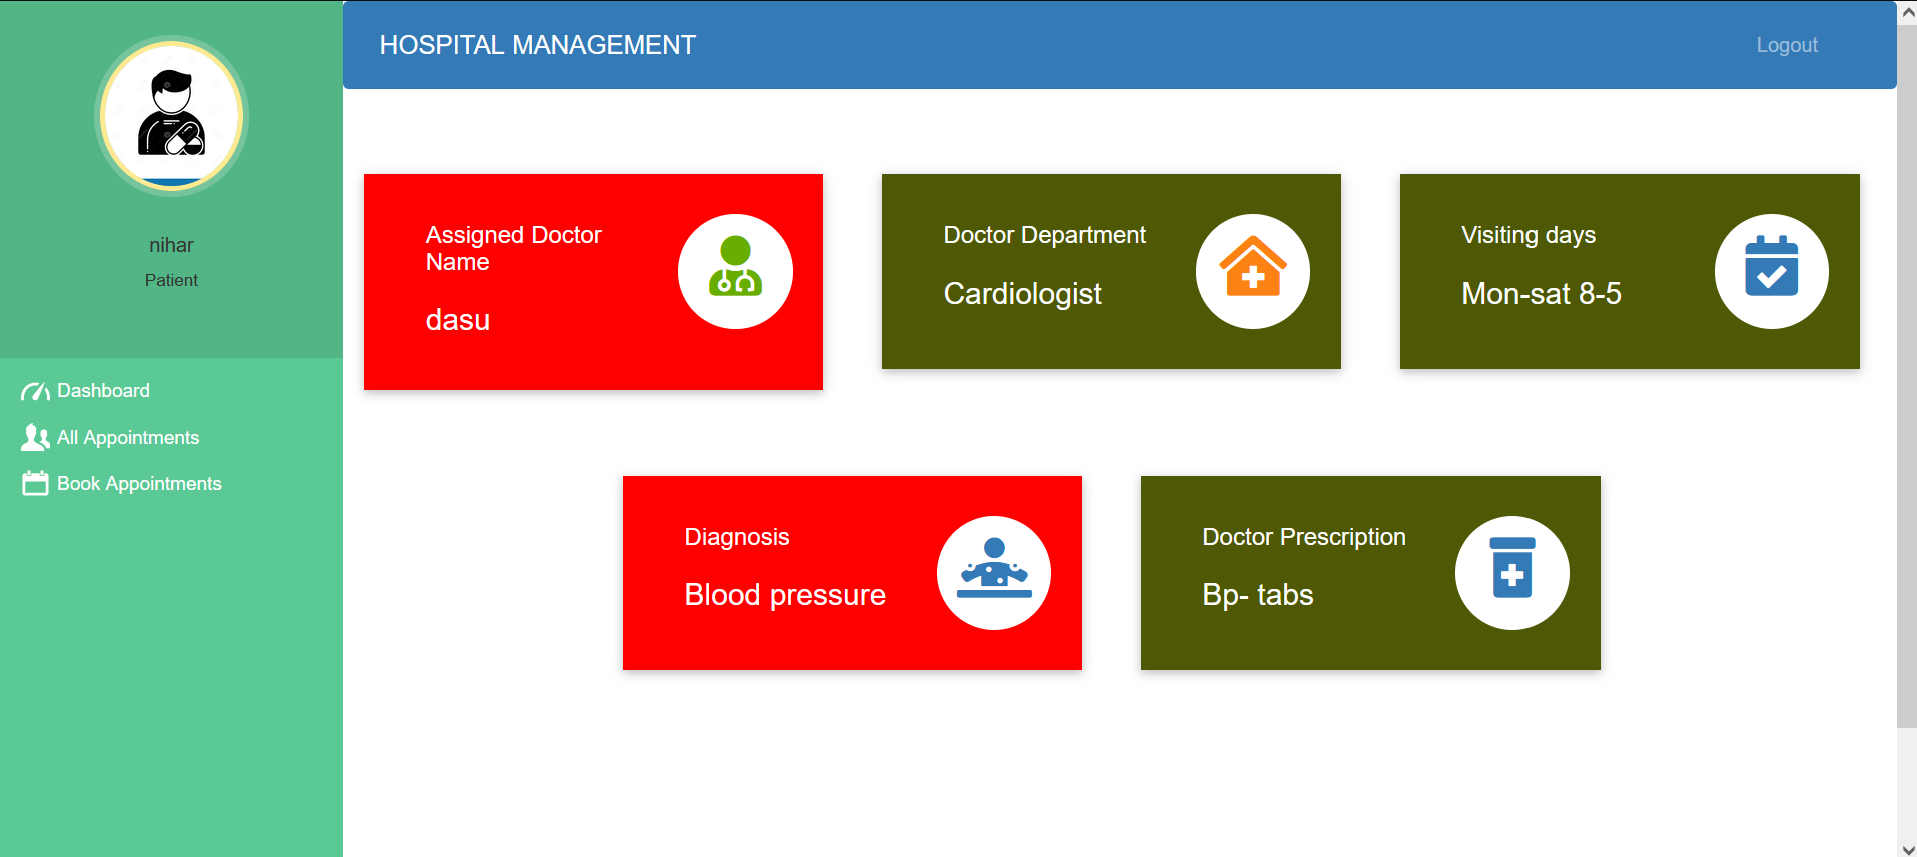 HOSPITAL MANAGEMENT
Logout
nihar
Patient
Dashboard
All Appointments
Book Appointments
Assigned Doctor
Name
dasu
Doctor Department
Cardiologist
Visiting days
Mon-sat 8-5
Diagnosis
Blood pressure
Doctor Prescription
Bp- tabs